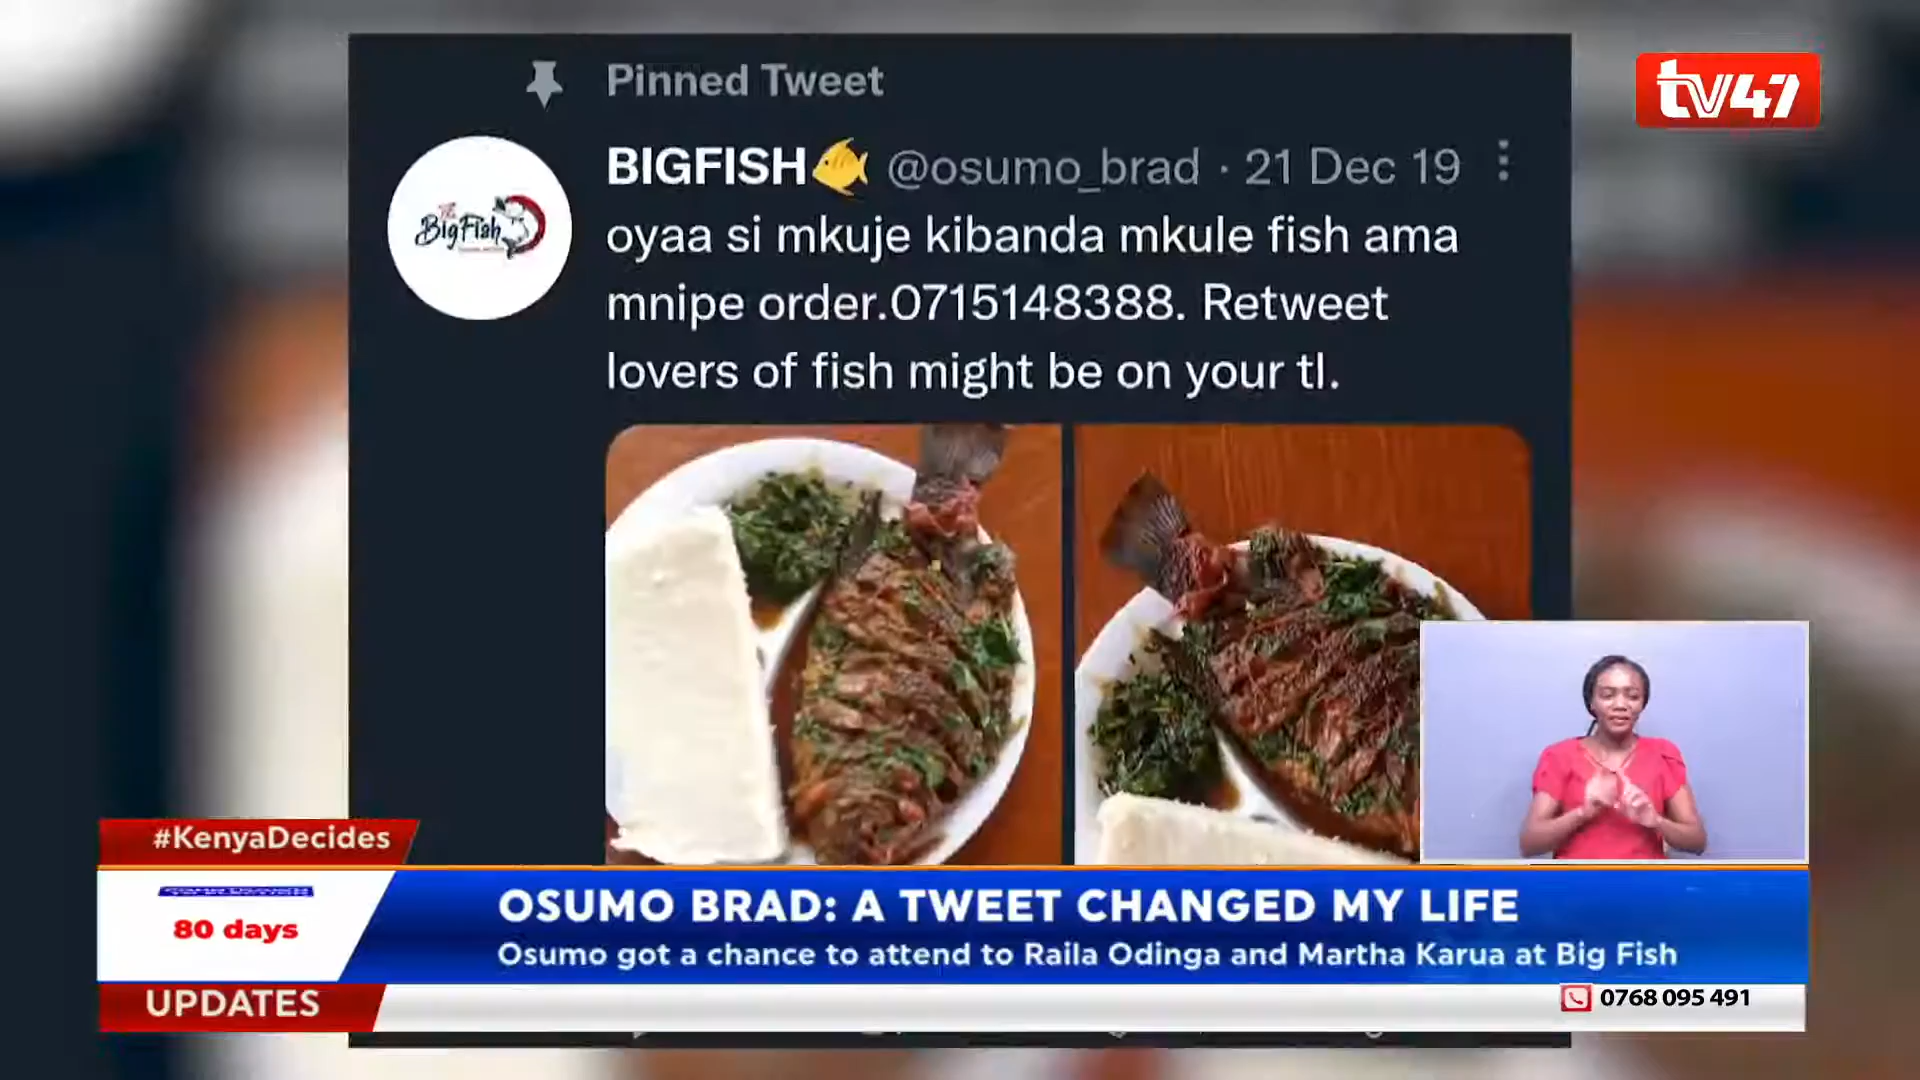 Pinned Tweet
tv47
BIGFISH @osumo_brad · 21 Dec 19
The BigFish
oyaa si mkuje kibanda mkule fish ama
mnipe order.0715148388. Retweet
lovers of fish might be on your tl.
#KenyaDecides
80 days
OSUMO BRAD: A TWEET CHANGED MY LIFE
Osumo got a chance to attend to Raila Odinga and Martha Karua at Big Fish
UPDATES
0768 095 491